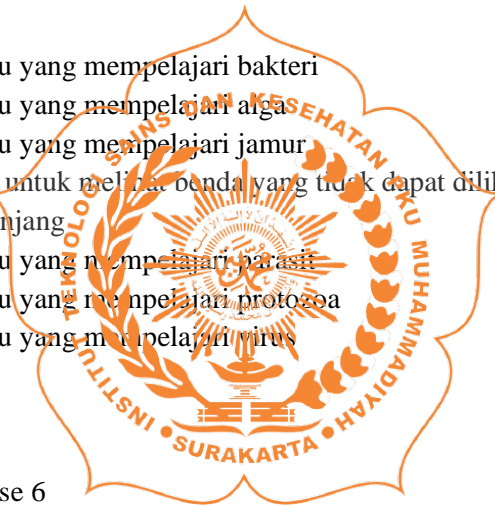 u yang mempelajari bakteri
u yang mempelajari alga
u yang mempelajari jamur
untuk melihat benda yang tidak dapat dilih
njang
u yang mempelajari parasit
u yang mempelajari protozoa
u yang mempelajari virus
se 6
INSTITUT TEKNOLOGI SAINS DAN KESEHATAN PKU MUHAMMADIYAH
SURAKARTA